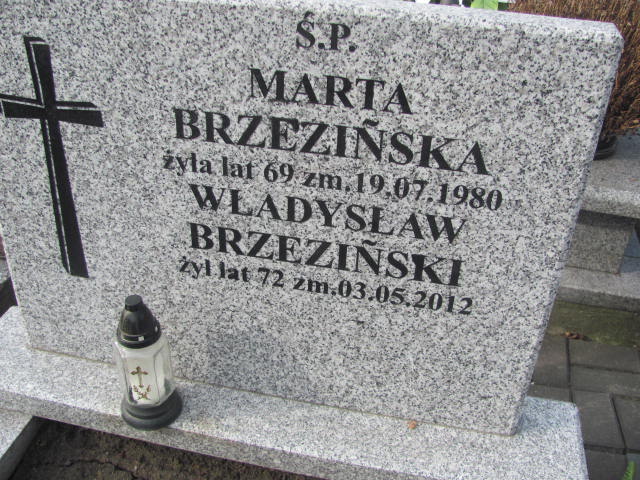 Ś.P.
MARTA
BRZEZIŃSKA
żyła lat 69 zm.19.07.1980
WŁADYSŁAW
BRZEZIŃSKI
żył lat 72 zm.03.05.2012